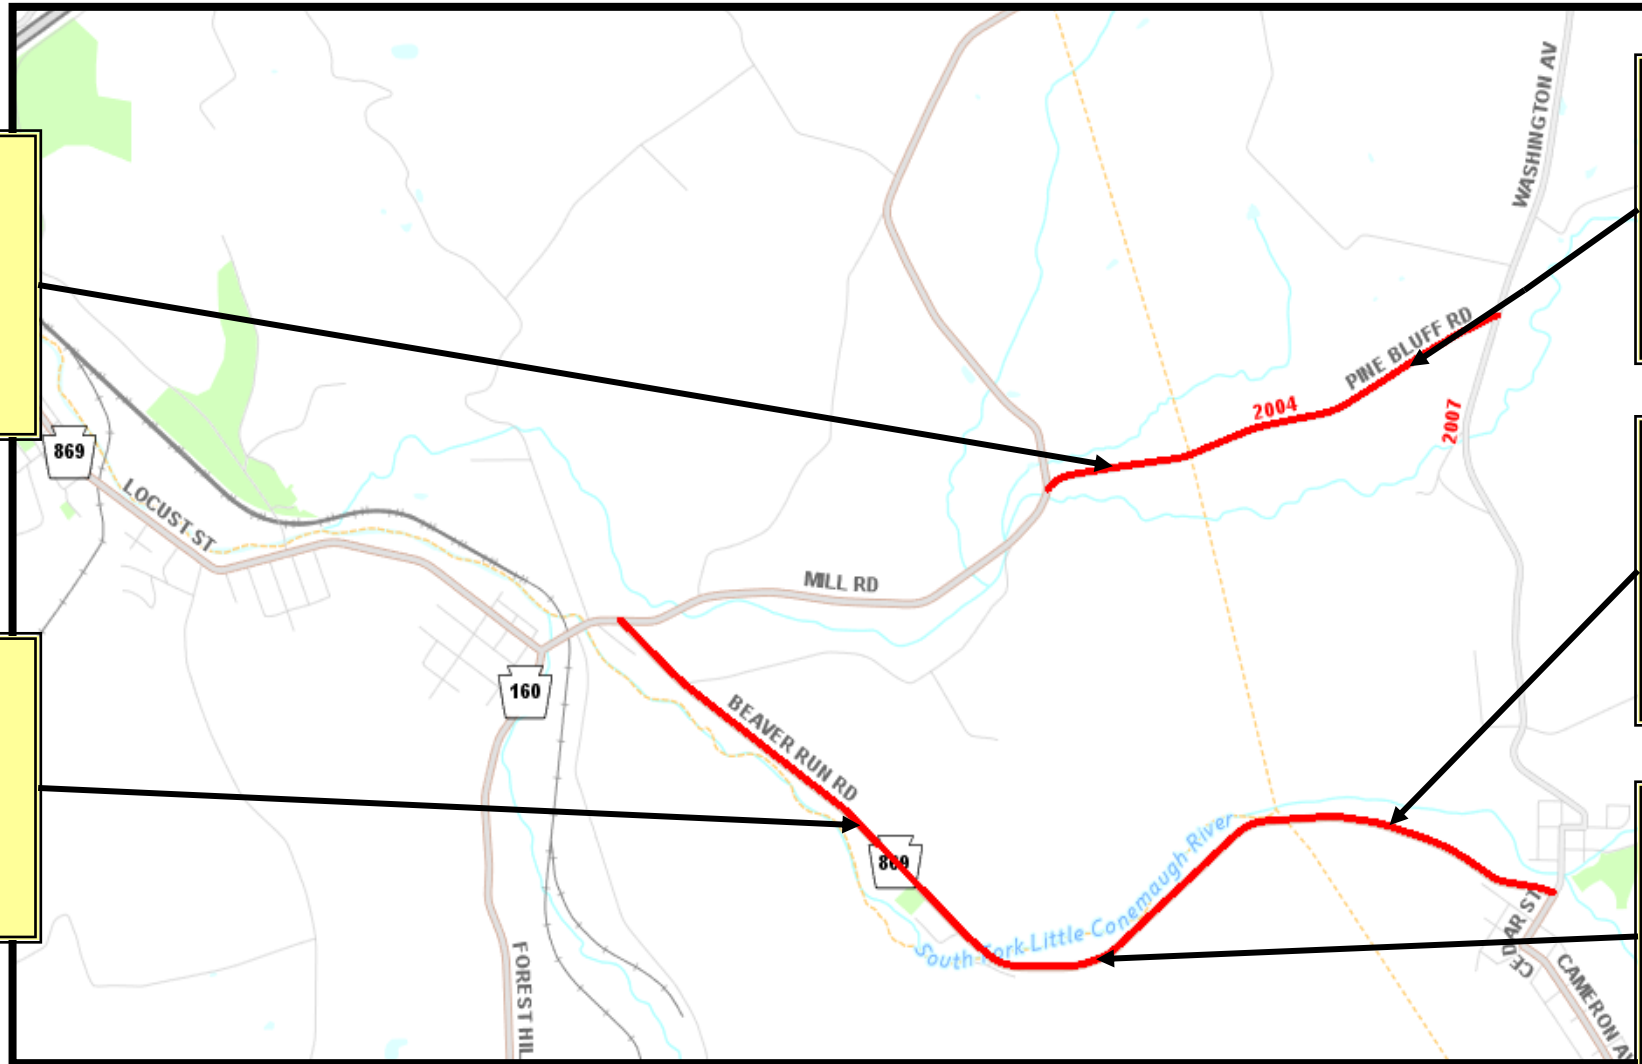 WASHINGTON AV
PINE BLUFF RD
2004
2007
869
LOCUST ST
MILL RD
160
BEAVER RUN RD
869
South Fork Little Conemaugh River
CEDAR ST
CAMERON A
FOREST HIL